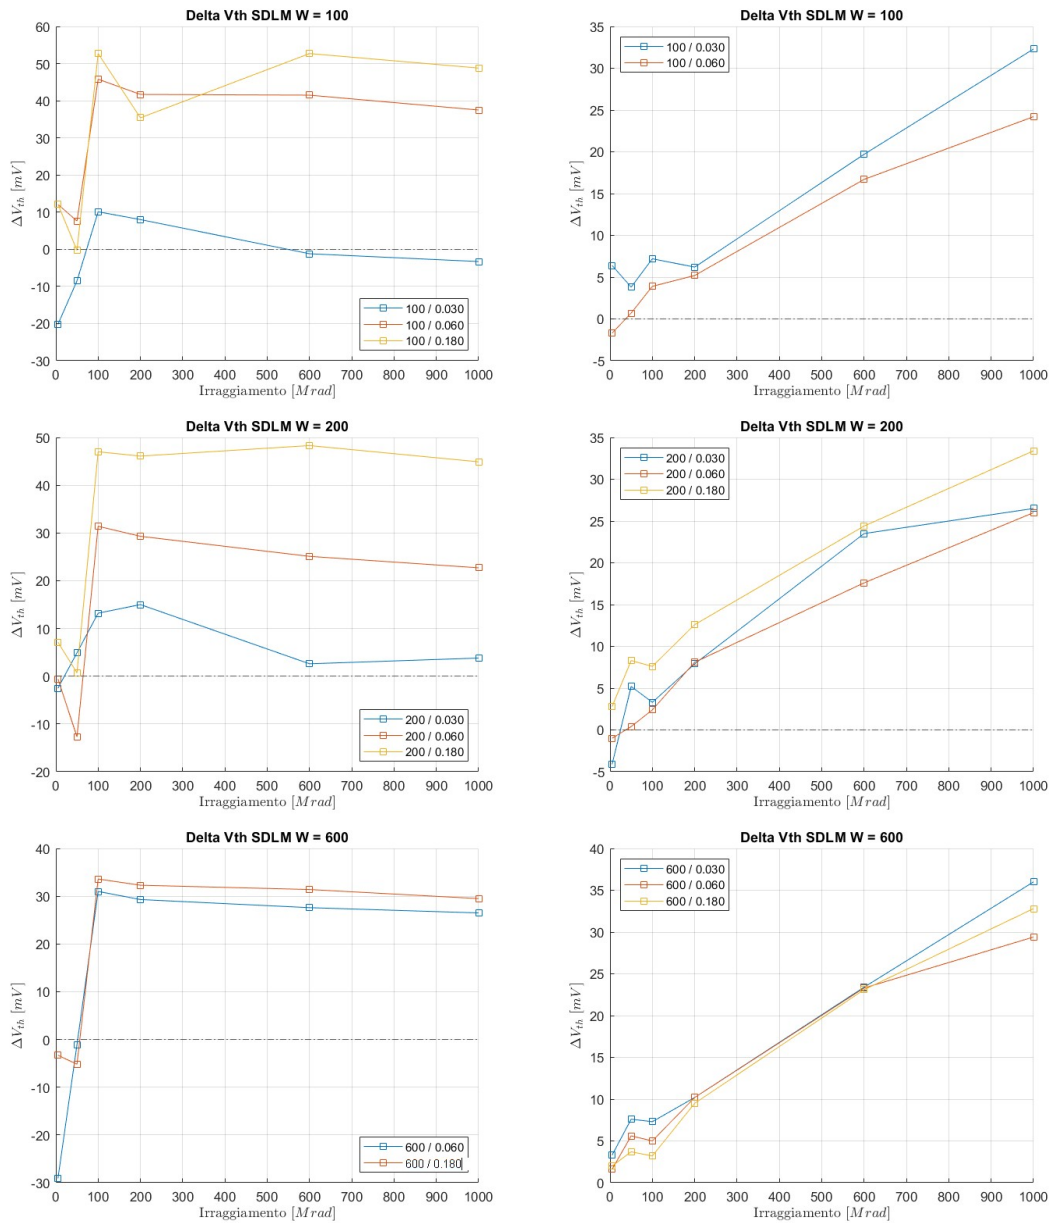 Delta Vth SDLM W = 100
60
50
40
30
20
10
0
-10
-20
-30
ΔV_th [mV]
100 / 0.030
100 / 0.060
100 / 0.180
0 100 200 300 400 500 600 700 800 900 1000
Irraggiamento [Mrad]
Delta Vth SDLM W = 100
35
30
25
20
15
10
5
0
-5
ΔV_th [mV]
100 / 0.030
100 / 0.060
0 100 200 300 400 500 600 700 800 900 1000
Irraggiamento [Mrad]
Delta Vth SDLM W = 200
50
40
30
20
10
0
-10
-20
ΔV_th [mV]
200 / 0.030
200 / 0.060
200 / 0.180
0 100 200 300 400 500 600 700 800 900 1000
Irraggiamento [Mrad]
Delta Vth SDLM W = 200
35
30
25
20
15
10
5
0
-5
ΔV_th [mV]
200 / 0.030
200 / 0.060
200 / 0.180
0 100 200 300 400 500 600 700 800 900 1000
Irraggiamento [Mrad]
Delta Vth SDLM W = 600
40
30
20
10
0
-10
-20
-30
ΔV_th [mV]
600 / 0.060
600 / 0.180
0 100 200 300 400 500 600 700 800 900 1000
Irraggiamento [Mrad]
Delta Vth SDLM W = 600
40
35
30
25
20
15
10
5
0
ΔV_th [mV]
600 / 0.030
600 / 0.060
600 / 0.180
0 100 200 300 400 500 600 700 800 900 1000
Irraggiamento [Mrad]